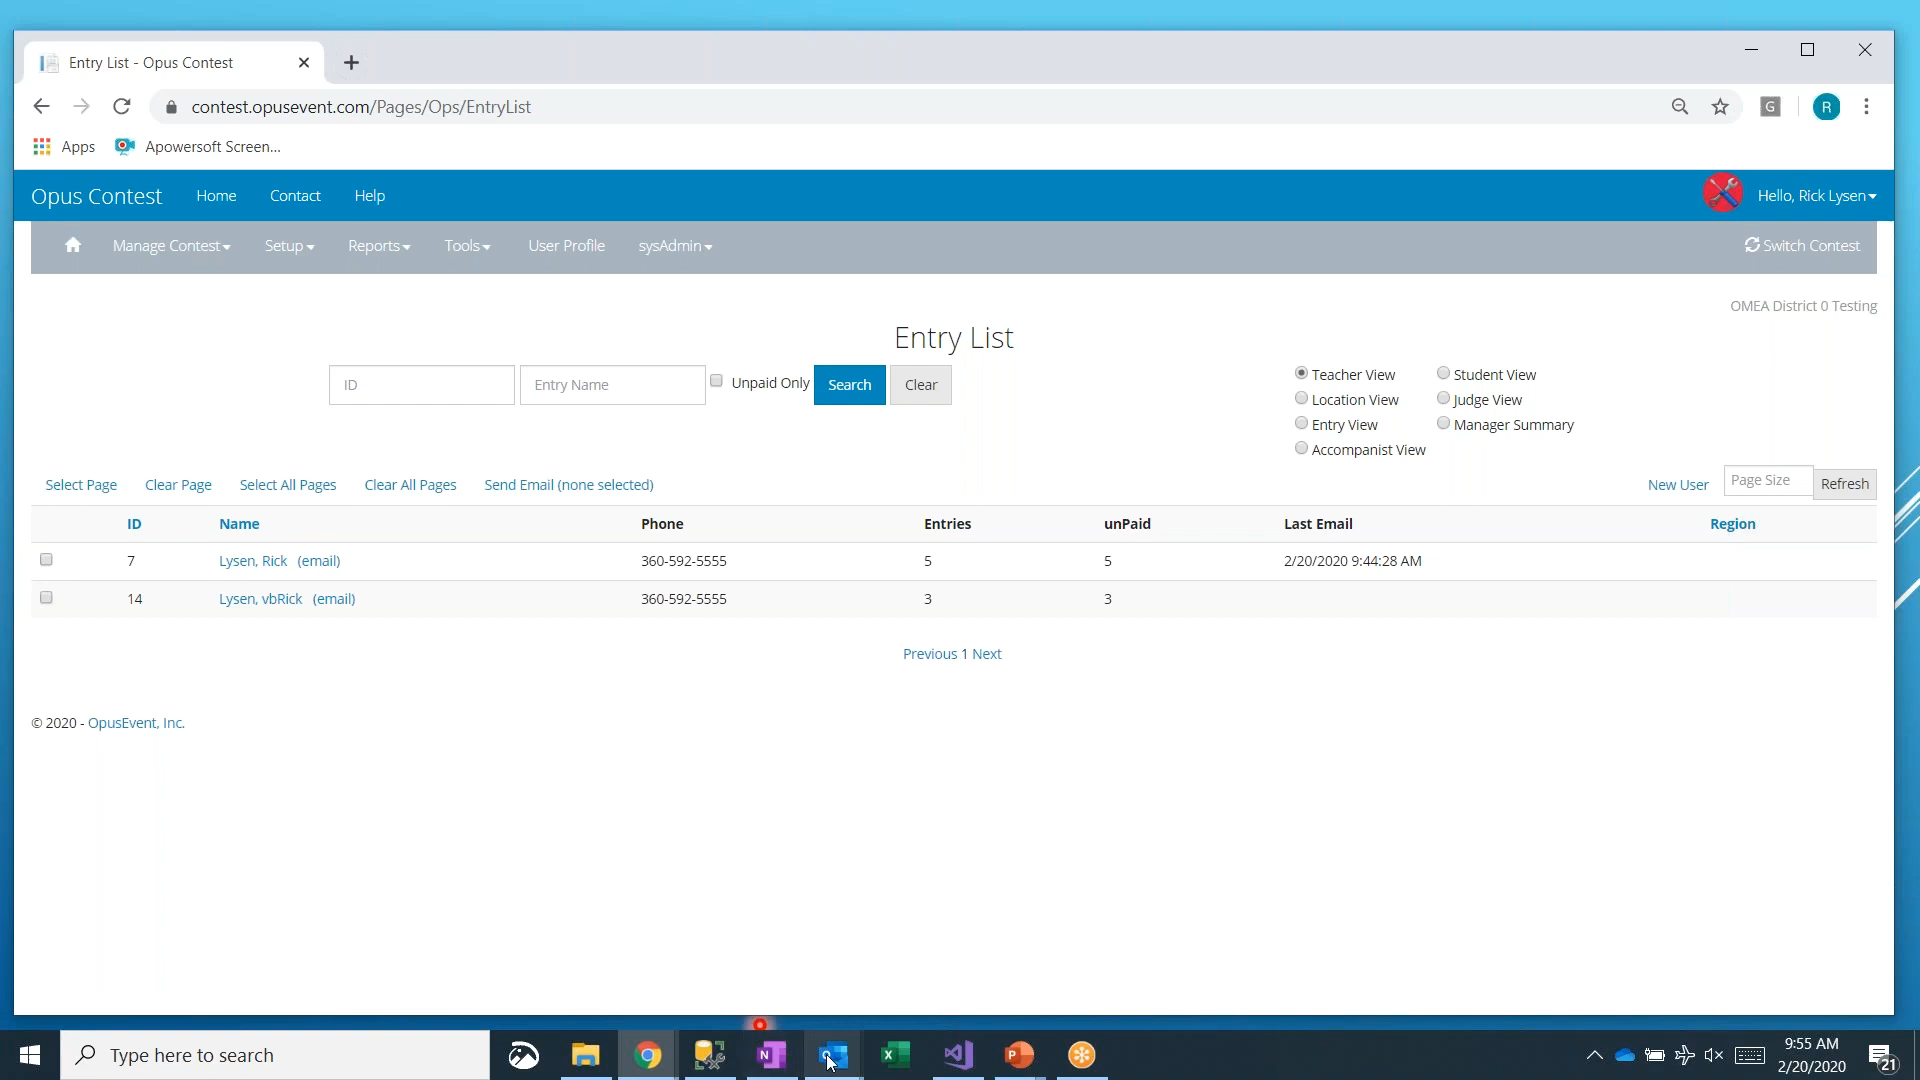 Entry List - Opus Contest
contest.opusevent.com/Pages/Ops/EntryList
G
R
Apps
Apowersoft Screen...
Opus Contest
Home
Contact
Help
Hello, Rick Lysen
Manage Contest
Setup
Reports
Tools
User Profile
sysAdmin
Switch Contest
OMEA District 0 Testing
Entry List
ID
Entry Name
Unpaid Only
Search
Clear
Teacher View
Student View
Location View
Judge View
Entry View
Manager Summary
Accompanist View
Select Page
Clear Page
Select All Pages
Clear All Pages
Send Email (none selected)
New User
Page Size
Refresh
ID Name Phone Entries unPaid Last Email Region
7 Lysen, Rick (email) 360-592-5555 5 5 2/20/2020 9:44:28 AM
14 Lysen, vbRick (email) 360-592-5555 3 3
Previous 1 Next
© 2020 - OpusEvent, Inc.
Type here to search
N
P
9:55 AM
2/20/2020
21